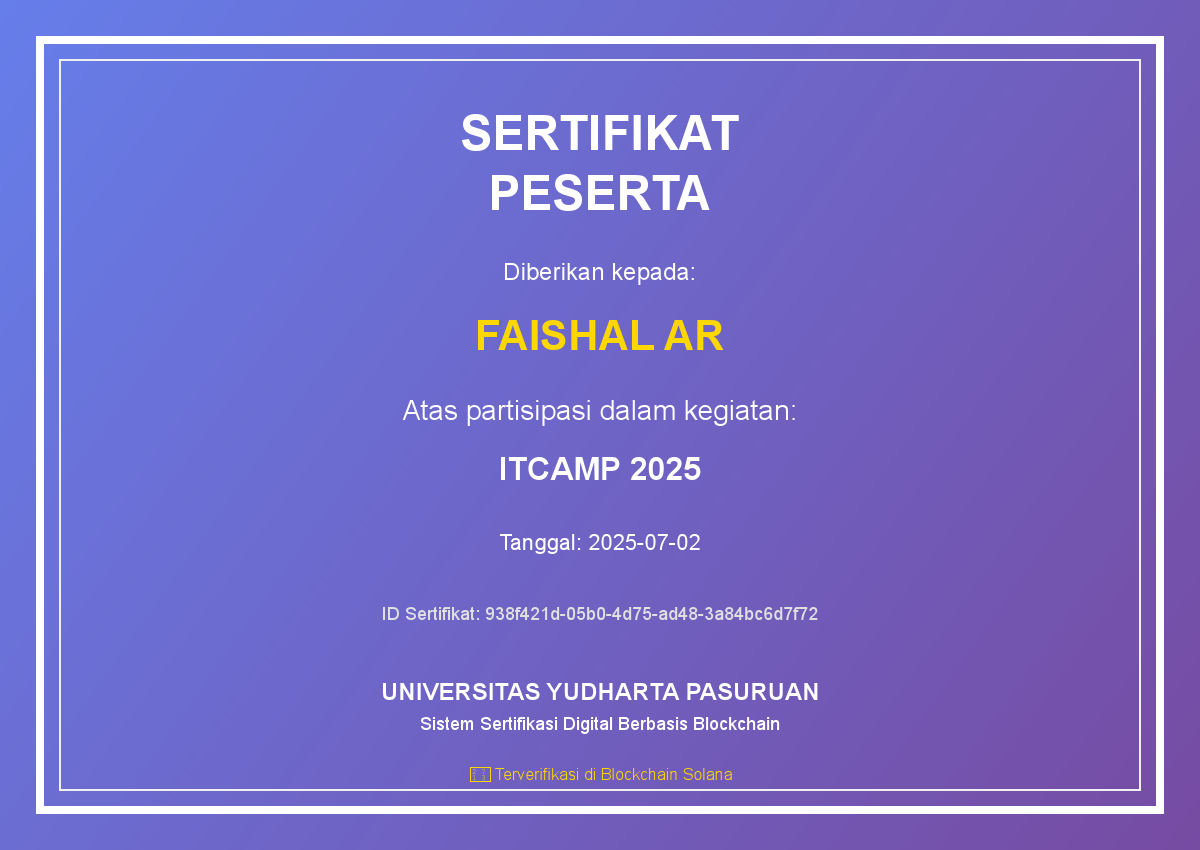 SERTIFIKAT
PESERTA
Diberikan kepada:
FAISHAL AR
Atas partisipasi dalam kegiatan:
ITCAMP 2025
Tanggal: 2025-07-02
ID Sertifikat: 938f421d-05b0-4d75-ad48-3a84bc6d7f72
UNIVERSITAS YUDHARTA PASURUAN
Sistem Sertifikasi Digital Berbasis Blockchain
Terverifikasi di Blockchain Solana